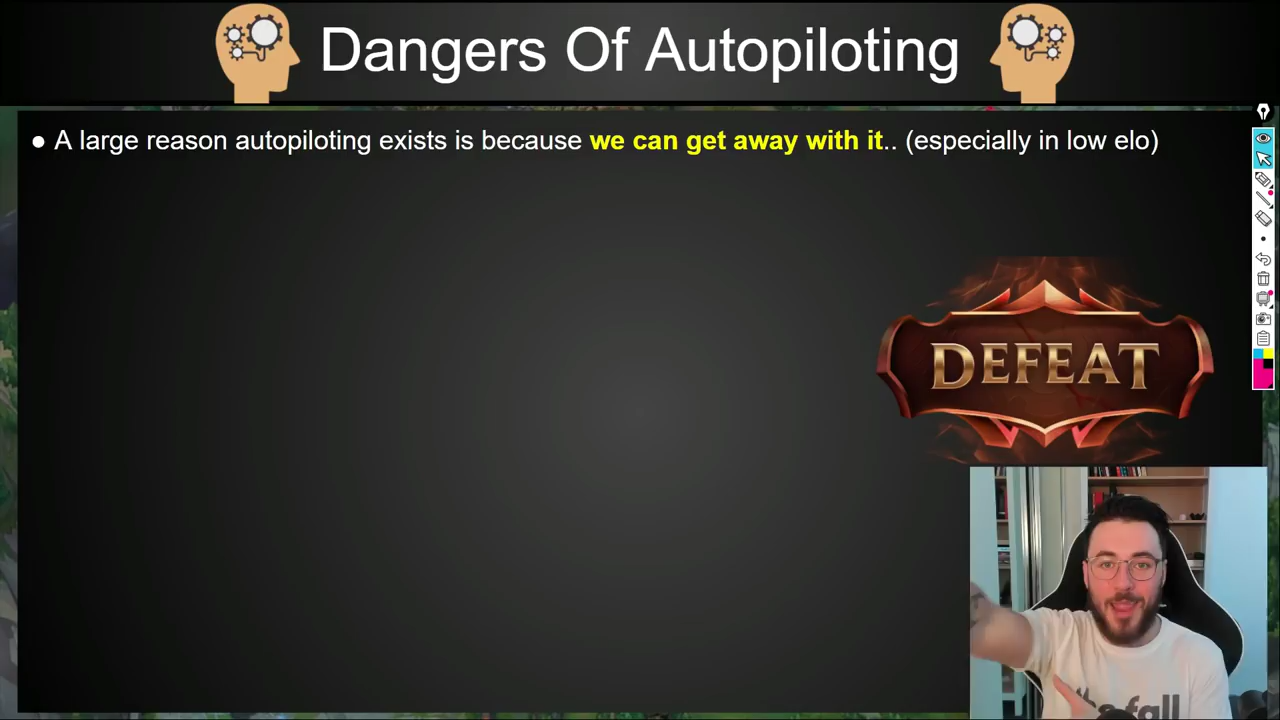 Dangers Of Autopiloting
● A large reason autopiloting exists is because we can get away with it.. (especially in low elo)
DEFEAT
fall